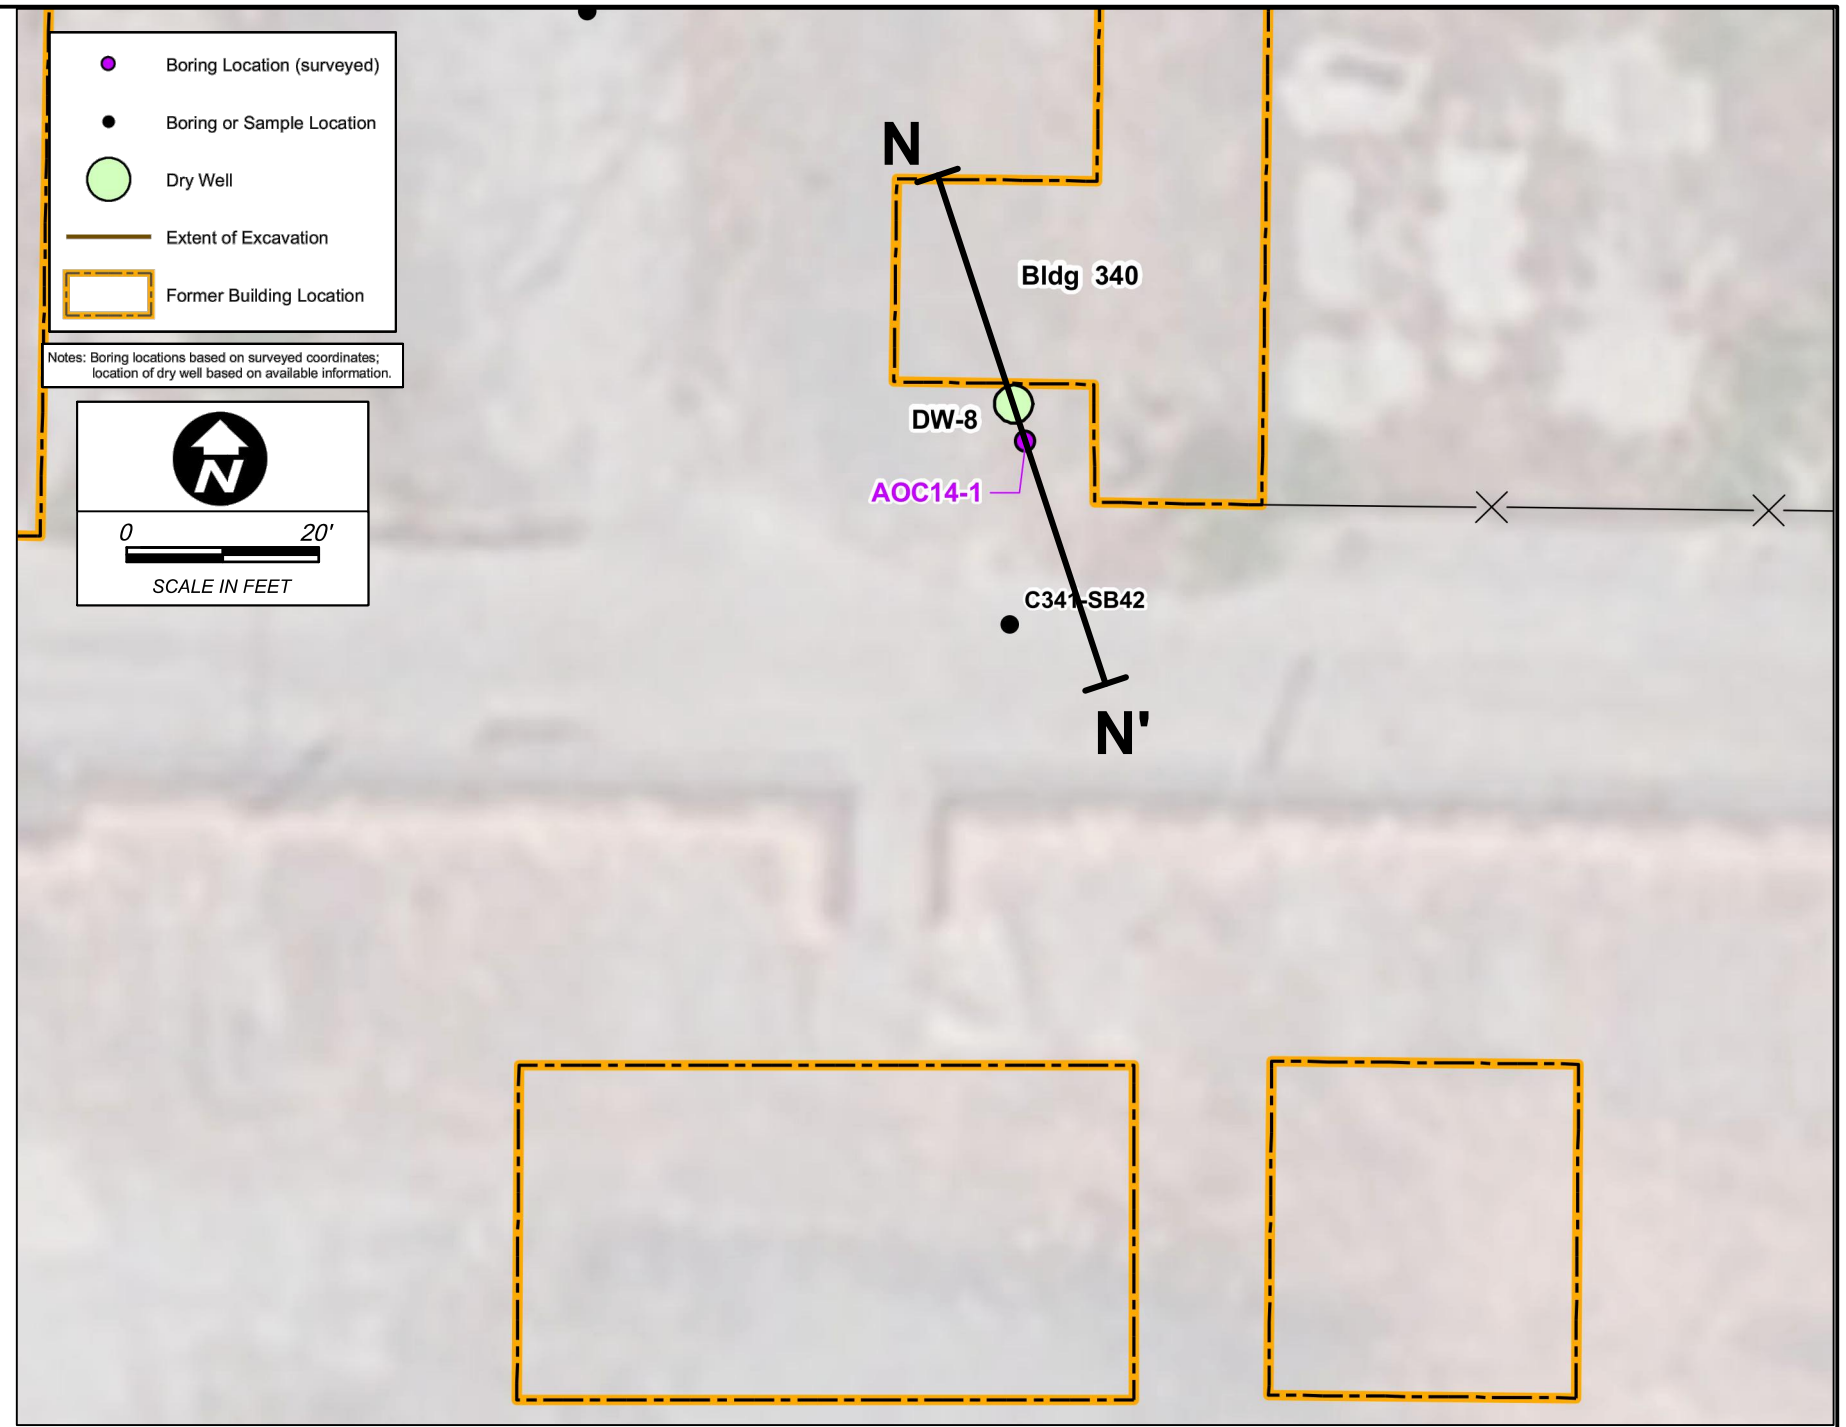 Boring Location (surveyed)
Boring or Sample Location
Dry Well
Extent of Excavation
Former Building Location
Notes: Boring locations based on surveyed coordinates;
location of dry well based on available information.
N
0 20'
SCALE IN FEET
N
Bldg 340
DW-8
AOC14-1
C341-SB42
N'